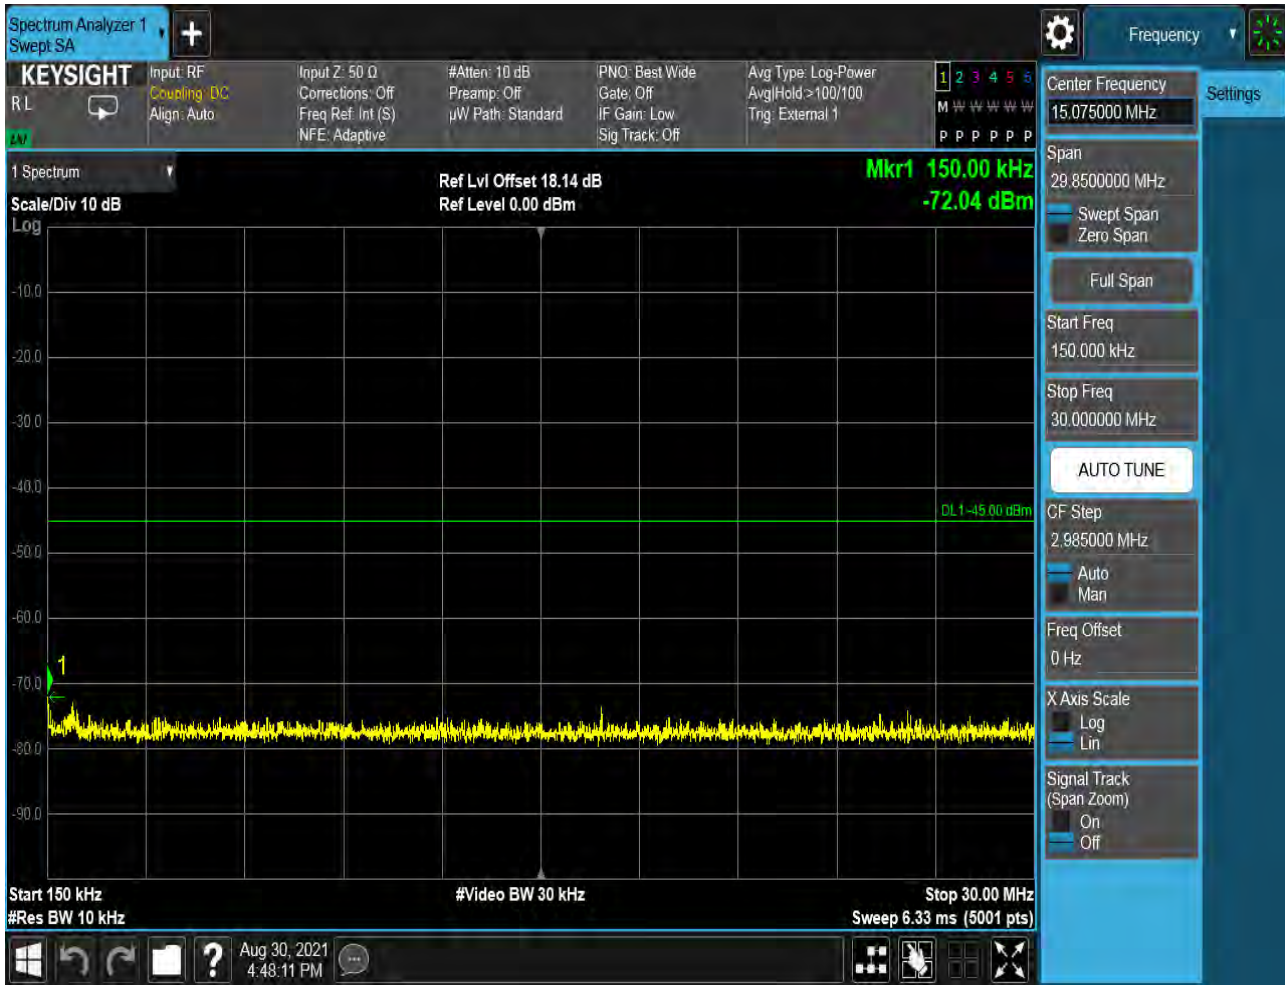 Spectrum Analyzer 1
Swept SA
Frequency
KEYSIGHT
R L
LNI
Input: RF
Coupling: DC
Align: Auto
Input Z: 50 Ω
Corrections: Off
Freq Ref: Int (S)
NFE: Adaptive
#Atten: 10 dB
Preamp: Off
µW Path: Standard
PNO: Best Wide
Gate: Off
IF Gain: Low
Sig Track: Off
Avg Type: Log-Power
Avg|Hold:>100/100
Trig: External 1
1 2 3 4 5 6
M W W W W W
P P P P P P
1 Spectrum
Scale/Div 10 dB
Log
Ref Lvl Offset 18.14 dB
Ref Level 0.00 dBm
Mkr1 150.00 kHz
-72.04 dBm
-10.0
-20.0
-30.0
-40.0
DL1 -45.00 dBm
-50.0
-60.0
1
-70.0
-80.0
-90.0
Start 150 kHz
#Video BW 30 kHz
Stop 30.00 MHz
#Res BW 10 kHz
Sweep 6.33 ms (5001 pts)
Center Frequency
15.075000 MHz
Settings
Span
29.8500000 MHz
Swept Span
Zero Span
Full Span
Start Freq
150.000 kHz
Stop Freq
30.000000 MHz
AUTO TUNE
CF Step
2.985000 MHz
Auto
Man
Freq Offset
0 Hz
X Axis Scale
Log
Lin
Signal Track
(Span Zoom)
On
Off
?
Aug 30, 2021
4:48:11 PM